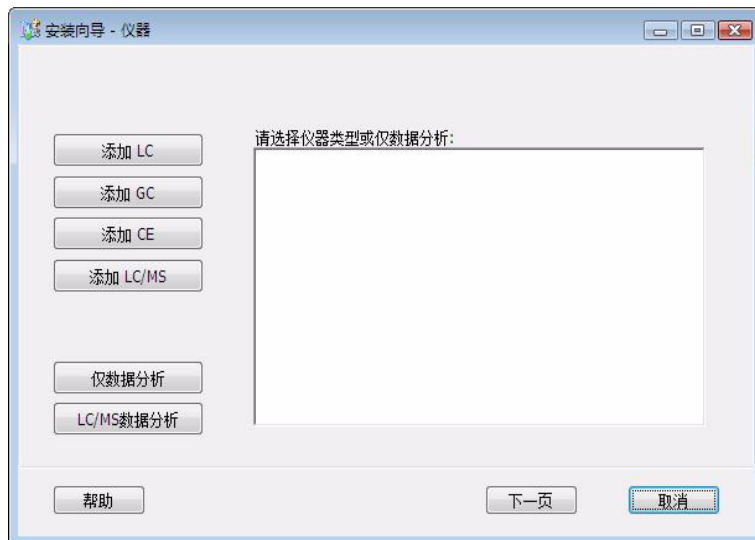 安装向导 - 仪器
请选择仪器类型或仅数据分析:
添加 LC
添加 GC
添加 CE
添加 LC/MS
仅数据分析
LC/MS数据分析
帮助
下一页
取消